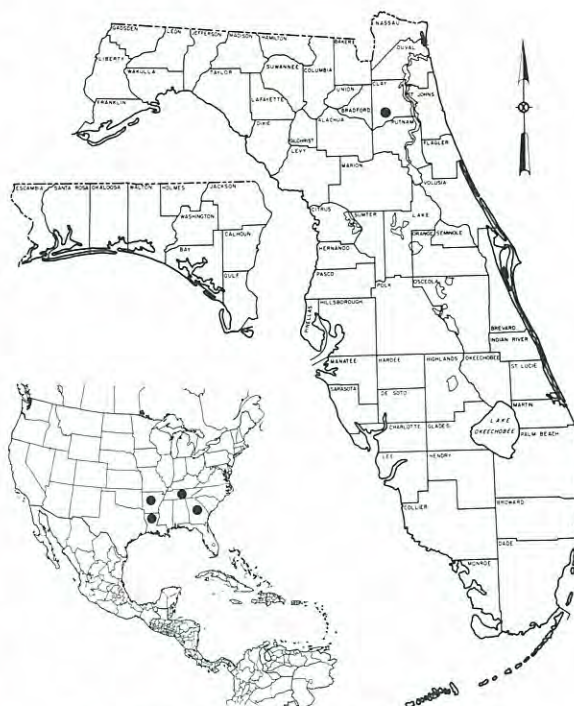 NASSAU
GADSDEN
LEON
JEFFERSON
MADISON
HAMILTON
BAKER
DUVAL
LIBERTY
WAKULLA
TAYLOR
SUWANNEE
COLUMBIA
UNION
CLAY
ST JOHNS
FRANKLIN
LAFAYETTE
BRADFORD
PUTNAM
DIXIE
GILCHRIST
ALACHUA
FLAGLER
LEVY
MARION
VOLUSIA
ESCAMBIA
SANTA ROSA
OKALOOSA
WALTON
HOLMES
JACKSON
WASHINGTON
CALHOUN
BAY
GULF
CITRUS
SUMTER
LAKE
HERNANDO
ORANGE
SEMINOLE
PASCO
POLK
OSCEOLA
PINELLAS
HILLSBOROUGH
BREVARD
INDIAN RIVER
MANATEE
HARDEE
HIGHLANDS
OKEECHOBEE
ST LUCIE
SARASOTA
DE SOTO
MARTIN
CHARLOTTE
GLADES
LAKE
OKEECHOBEE
PALM BEACH
LEE
HENDRY
COLLIER
BROWARD
DADE
MONROE